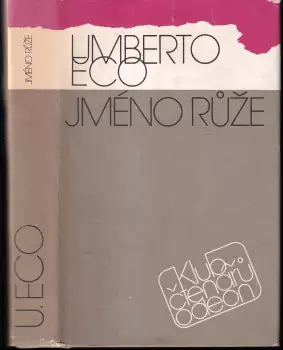 JMÉNO RŮŽE
U. ECO
UMBERTO
ECO
JMÉNO RŮŽE
Klub
čtenářů
odeon